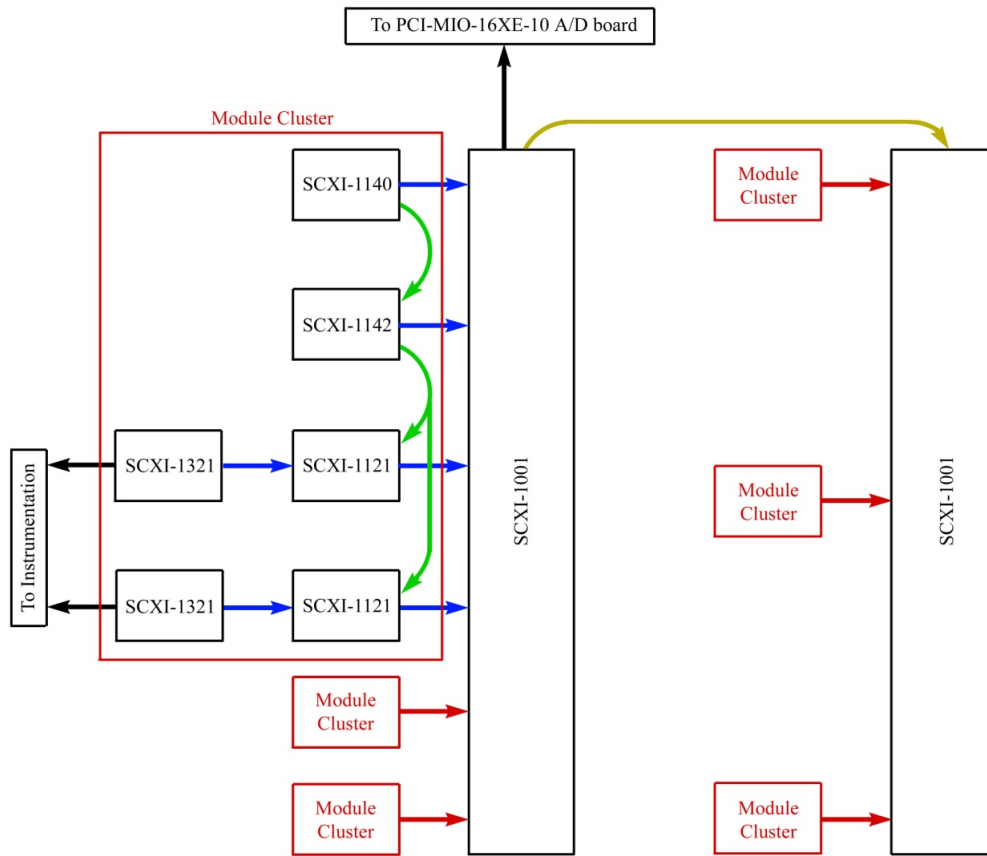 To PCI-MIO-16XE-10 A/D board
Module Cluster
SCXI-1140
SCXI-1142
SCXI-1321
SCXI-1121
SCXI-1321
SCXI-1121
To Instrumentation
Module
Cluster
Module
Cluster
SCXI-1001
Module
Cluster
Module
Cluster
Module
Cluster
SCXI-1001